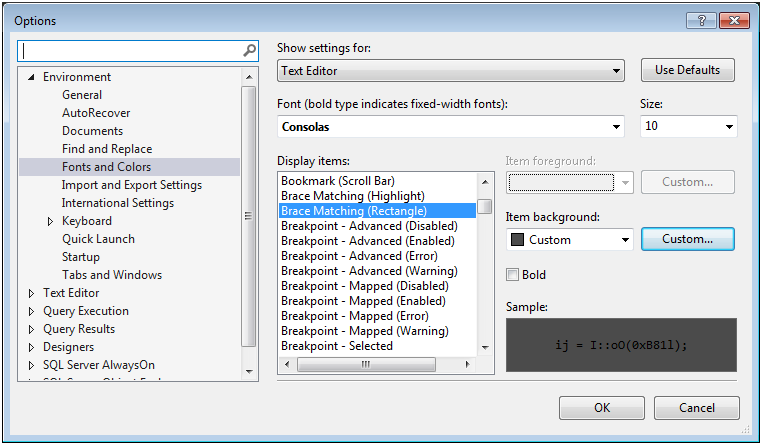 Options
Show settings for:
Text Editor
Use Defaults
Environment
General
AutoRecover
Documents
Find and Replace
Fonts and Colors
Import and Export Settings
International Settings
Keyboard
Quick Launch
Startup
Tabs and Windows
Text Editor
Query Execution
Query Results
Designers
SQL Server AlwaysOn
Font (bold type indicates fixed-width fonts):
Consolas
Size:
10
Display items:
Bookmark (Scroll Bar)
Brace Matching (Highlight)
Brace Matching (Rectangle)
Breakpoint - Advanced (Disabled)
Breakpoint - Advanced (Enabled)
Breakpoint - Advanced (Error)
Breakpoint - Advanced (Warning)
Breakpoint - Mapped (Disabled)
Breakpoint - Mapped (Enabled)
Breakpoint - Mapped (Error)
Breakpoint - Mapped (Warning)
Breakpoint - Selected
Item foreground:
Custom...
Item background:
Custom
Custom...
Bold
Sample:
ij = I::oO(0xB81l);
OK
Cancel